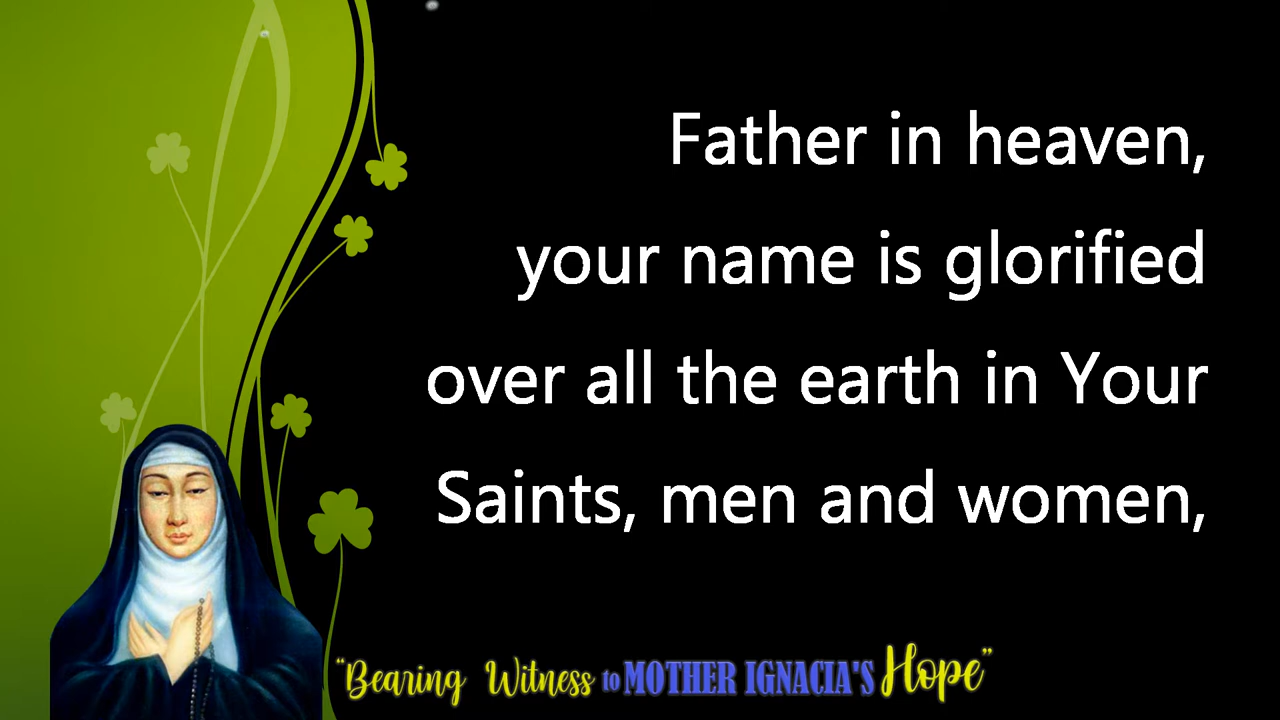 Father in heaven,
your name is glorified
over all the earth in Your
Saints, men and women,
"Bearing Witness to MOTHER IGNACIA'S Hope"